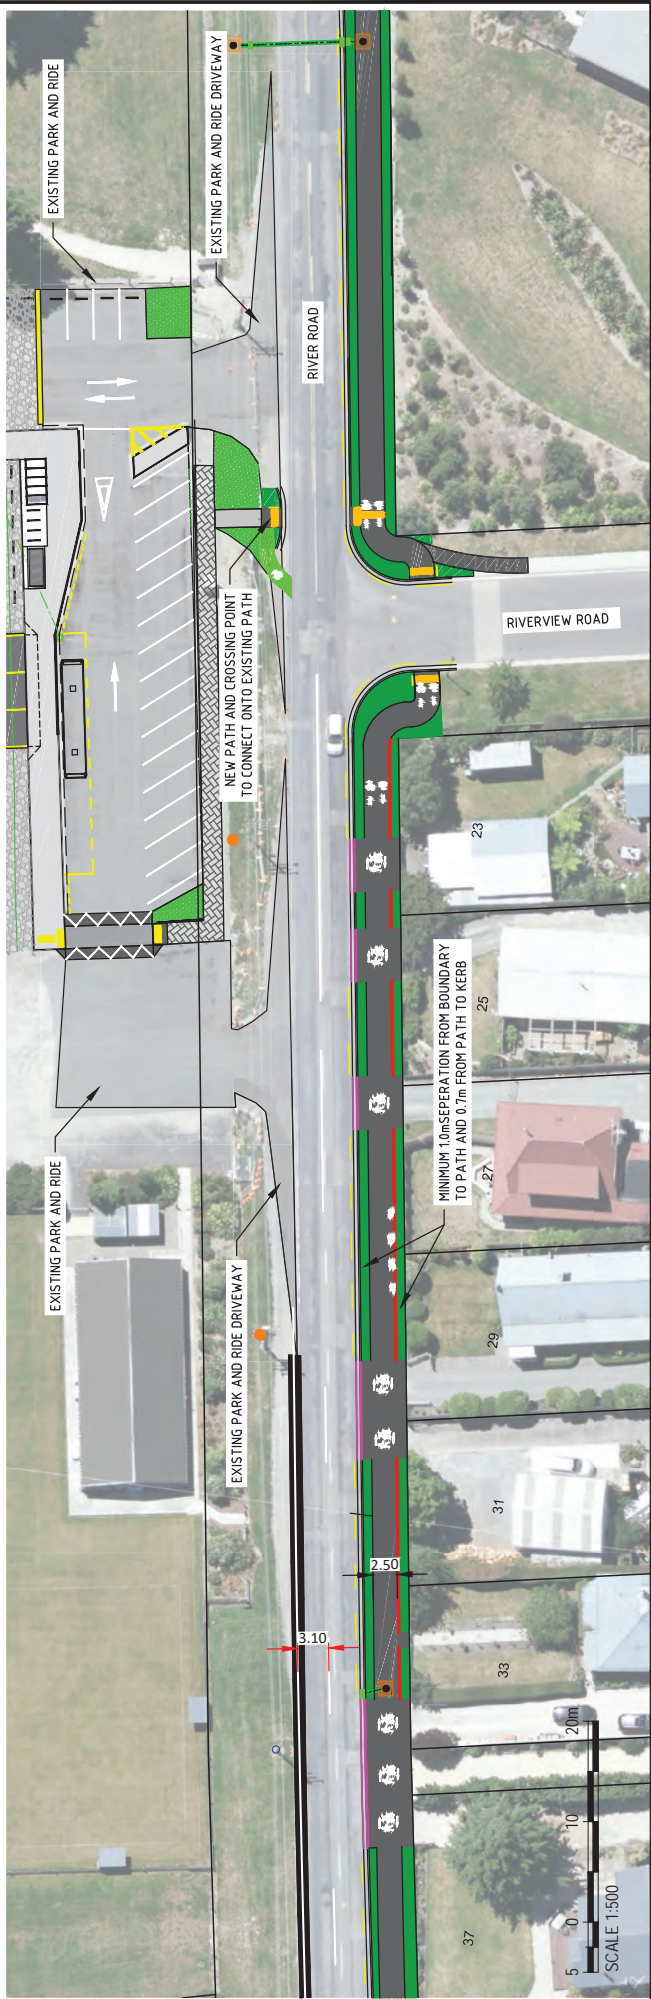 EXISTING PARK AND RIDE
EXISTING PARK AND RIDE DRIVEWAY
RIVER ROAD
NEW PATH AND CROSSING POINT
TO CONNECT ONTO EXISTING PATH
RIVERVIEW ROAD
23
25
MINIMUM 1.0mSEPERATION FROM BOUNDARY
TO PATH AND 0.7m FROM PATH TO KERB
27
EXISTING PARK AND RIDE
EXISTING PARK AND RIDE DRIVEWAY
29
31
2.50
3.10
33
37
5 0 10 20m
SCALE 1:500